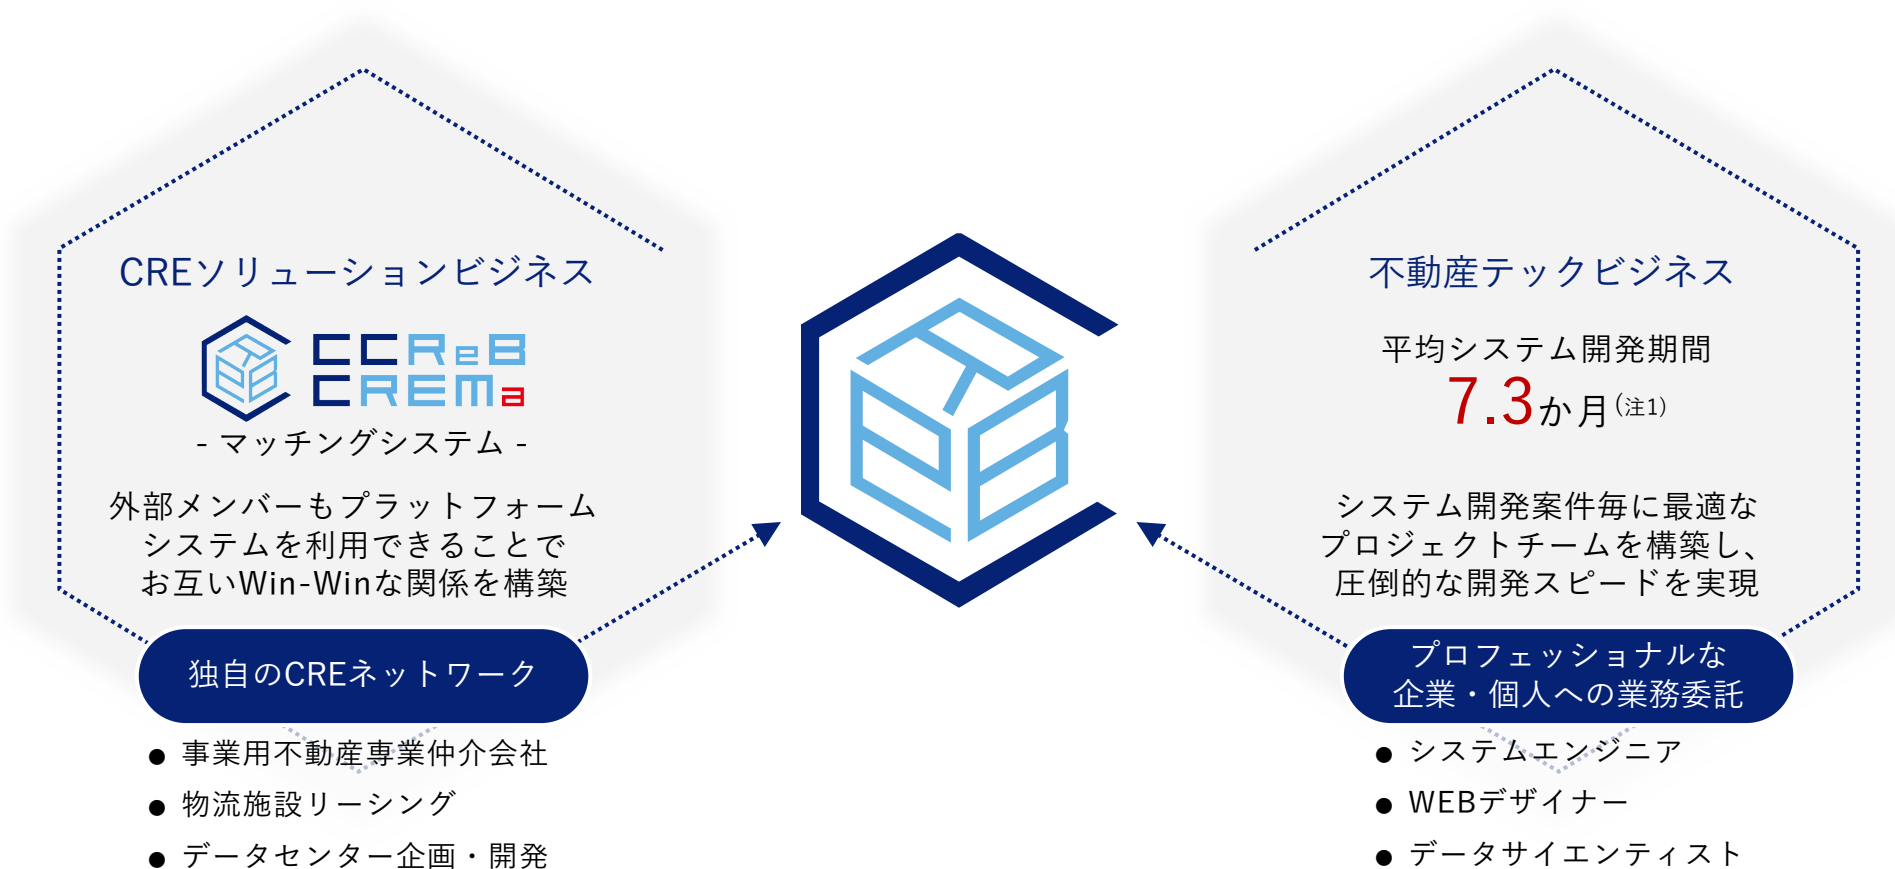 CREソリューションビジネス
CCReB
CREMa
- マッチングシステム -
外部メンバーもプラットフォーム
システムを利用できることで
お互いWin-Winな関係を構築
独自のCREネットワーク
● 事業用不動産専業仲介会社
● 物流施設リーシング
● データセンター企画・開発
不動産テックビジネス
平均システム開発期間
7.3か月(注1)
システム開発案件毎に最適な
プロジェクトチームを構築し、
圧倒的な開発スピードを実現
プロフェッショナルな
企業・個人への業務委託
● システムエンジニア
● WEBデザイナー
● データサイエンティスト